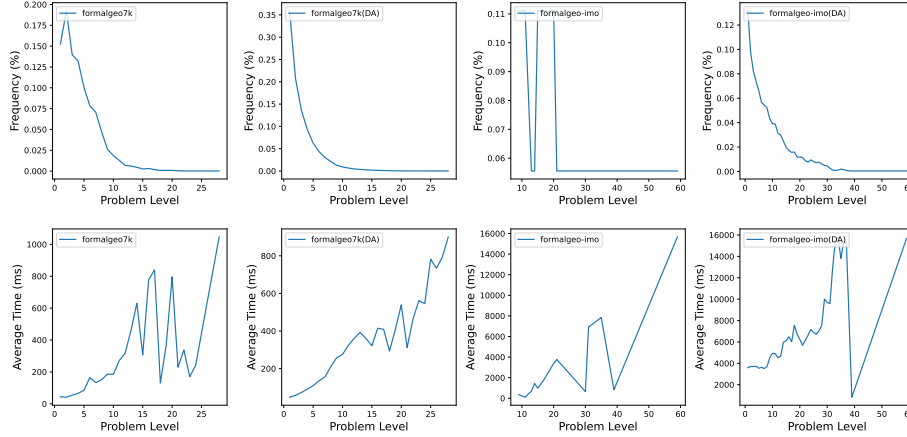 formalgeo7k
Frequency (%)
0.200
0.175
0.150
0.125
0.100
0.075
0.050
0.025
0.000
0 5 10 15 20 25
Problem Level
formalgeo7k(DA)
Frequency (%)
0.35
0.30
0.25
0.20
0.15
0.10
0.05
0.00
0 5 10 15 20 25
Problem Level
formalgeo-imo
Frequency (%)
0.11
0.10
0.09
0.08
0.07
0.06
10 20 30 40 50 60
Problem Level
formalgeo-imo(DA)
Frequency (%)
0.12
0.10
0.08
0.06
0.04
0.02
0.00
0 10 20 30 40 50 60
Problem Level
formalgeo7k
Average Time (ms)
1000
800
600
400
200
0
0 5 10 15 20 25
Problem Level
formalgeo7k(DA)
Average Time (ms)
800
600
400
200
0 5 10 15 20 25
Problem Level
formalgeo-imo
Average Time (ms)
16000
14000
12000
10000
8000
6000
4000
2000
0
10 20 30 40 50 60
Problem Level
formalgeo-imo(DA)
Average Time (ms)
16000
14000
12000
10000
8000
6000
4000
2000
0 10 20 30 40 50 60
Problem Level